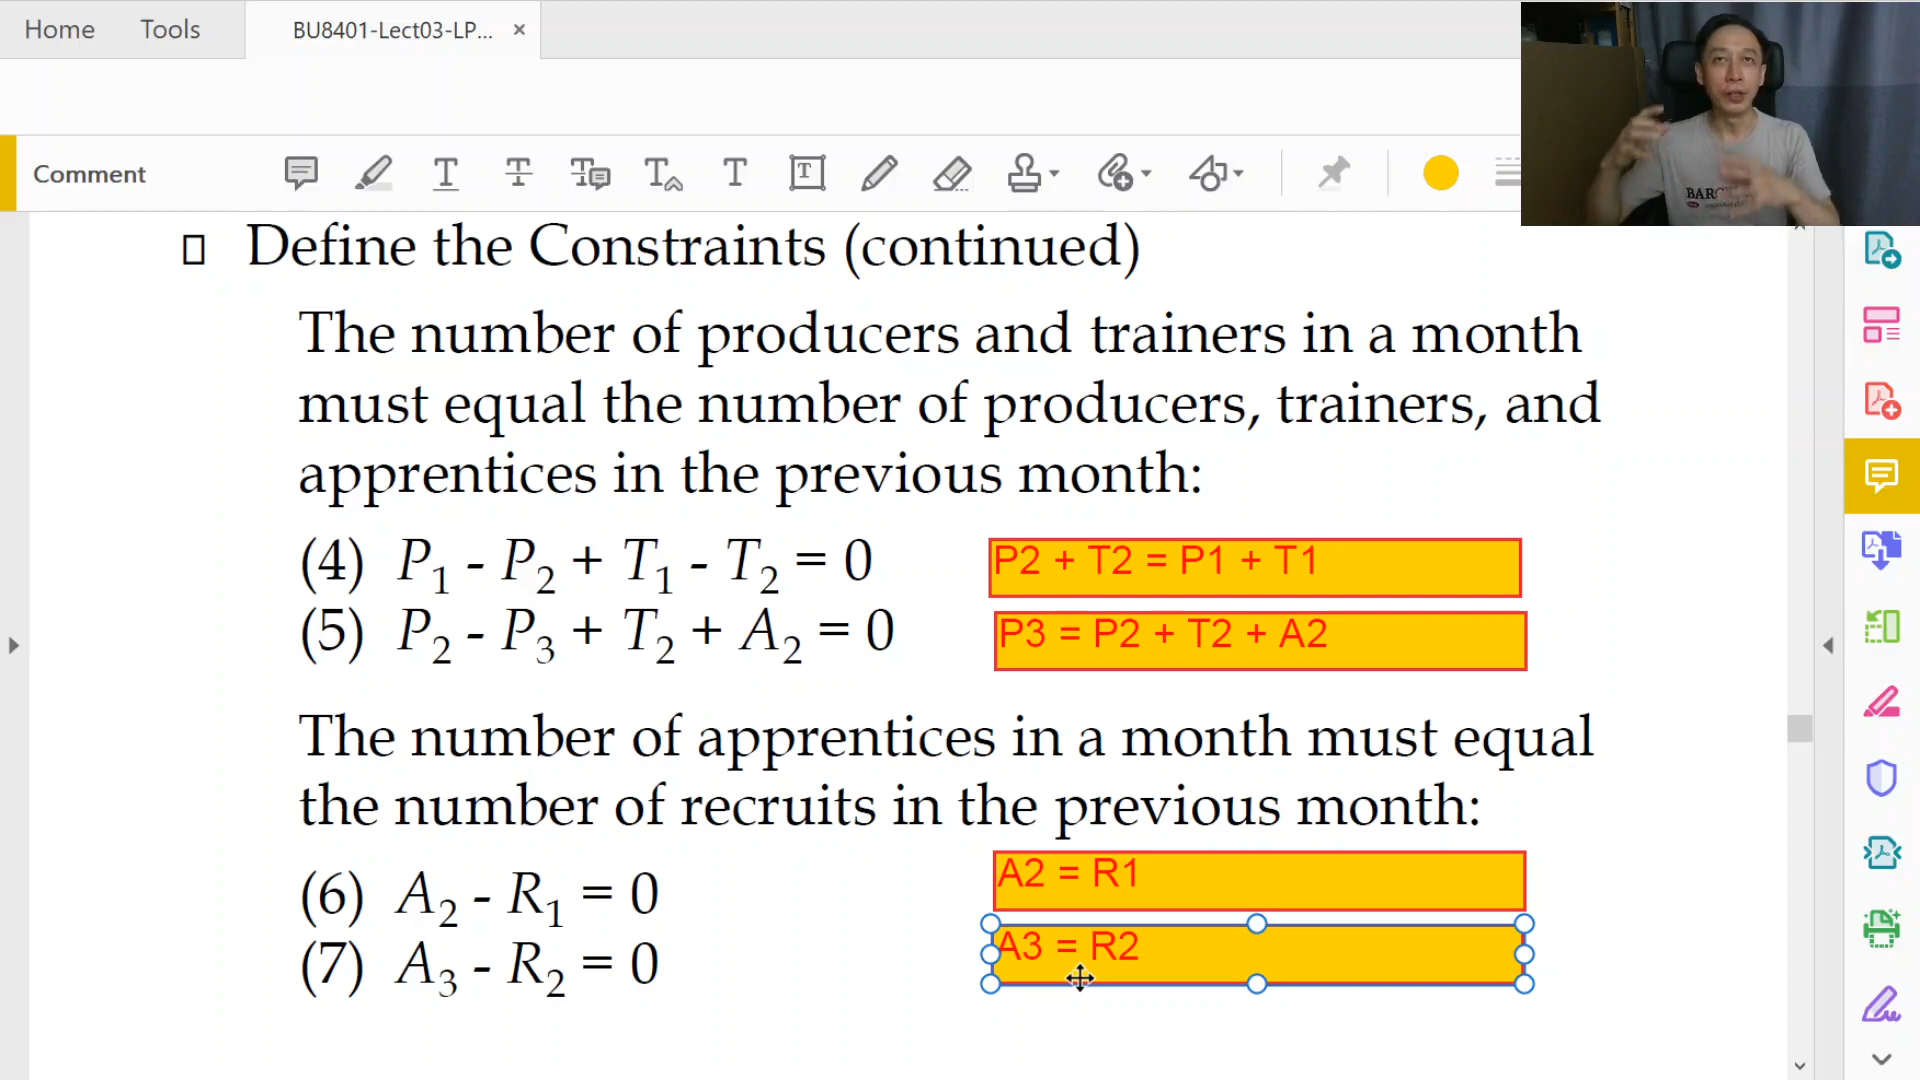 Home Tools BU8401-Lect03-LP... ×
Comment
Define the Constraints (continued)
The number of producers and trainers in a month
must equal the number of producers, trainers, and
apprentices in the previous month:
(4) P1 - P2 + T1 - T2 = 0 P2 + T2 = P1 + T1
(5) P2 - P3 + T2 + A2 = 0 P3 = P2 + T2 + A2
The number of apprentices in a month must equal
the number of recruits in the previous month:
(6) A2 - R1 = 0 A2 = R1
(7) A3 - R2 = 0 A3 = R2